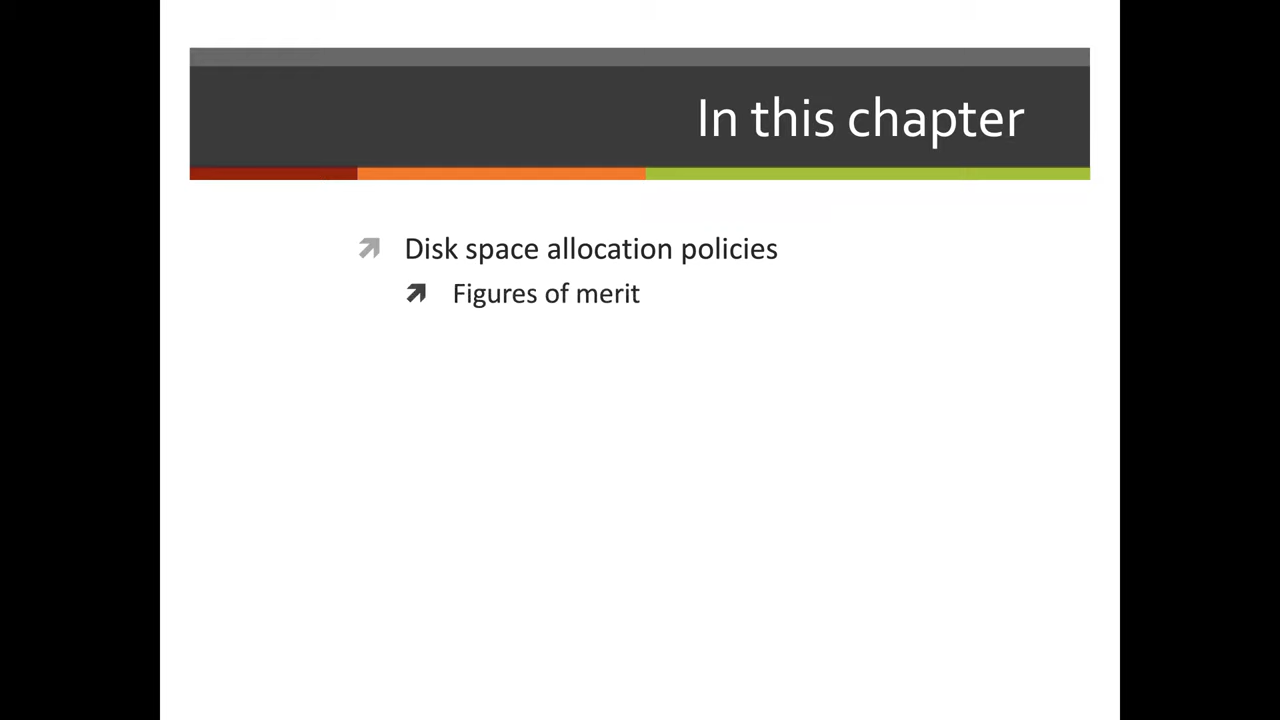 In this chapter
Disk space allocation policies
Figures of merit